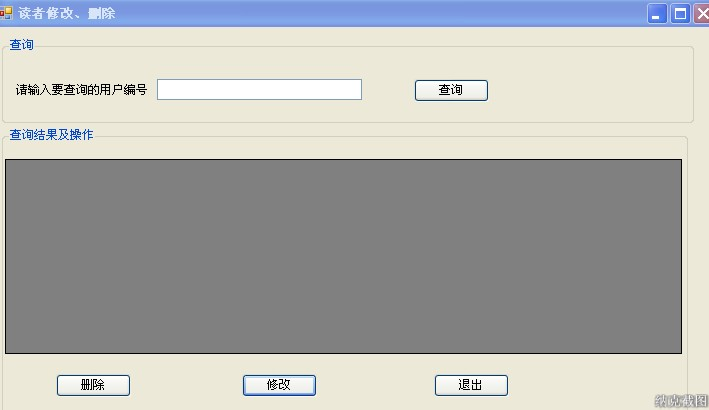 读者修改、删除
查询
请输入要查询的用户编号
查询
查询结果及操作
删除
修改
退出
纳克截图